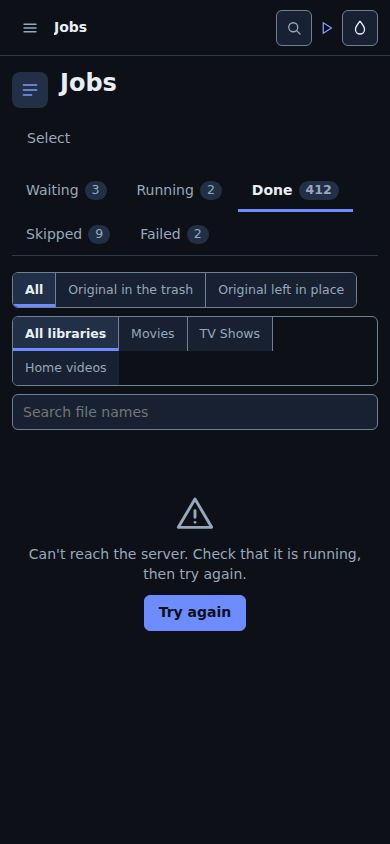 Jobs
Jobs
Select
Waiting 3 Running 2 Done 412
Skipped 9 Failed 2
All Original in the trash Original left in place
All libraries Movies TV Shows
Home videos
Search file names
Can't reach the server. Check that it is running,
then try again.
Try again